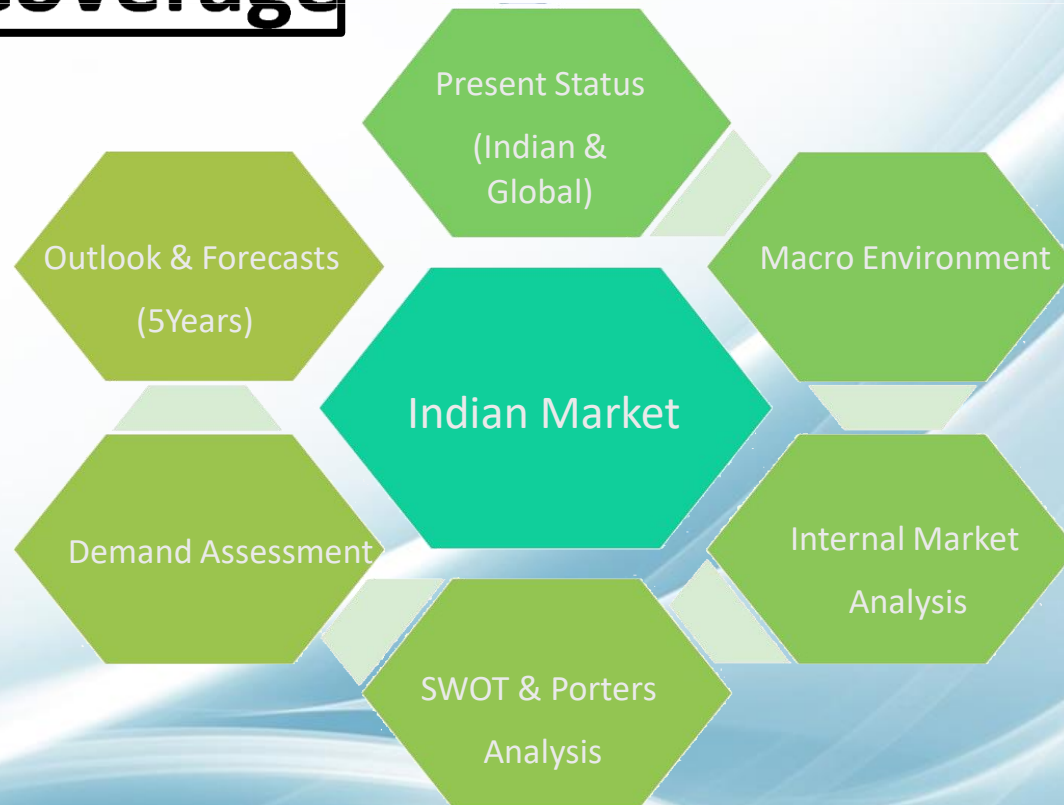 Coverage
Present Status
(Indian &
Global)
Outlook & Forecasts
(5Years)
Macro Environment
Indian Market
Demand Assessment
Internal Market
Analysis
SWOT & Porters
Analysis